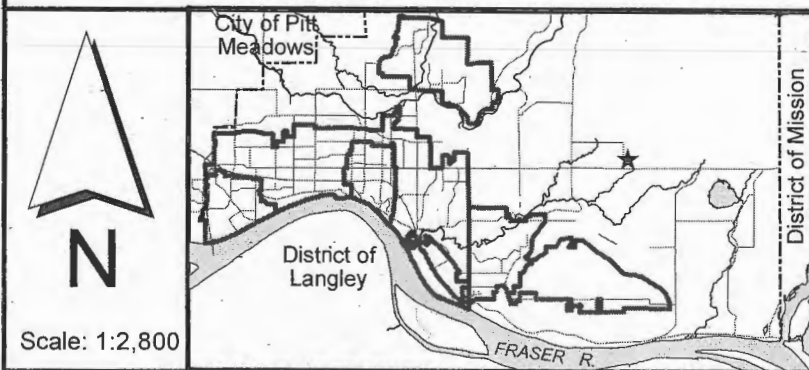 N
Scale: 1:2,800
City of Pitt
Meadows
District of
Langley
FRASER R.
District of Mission